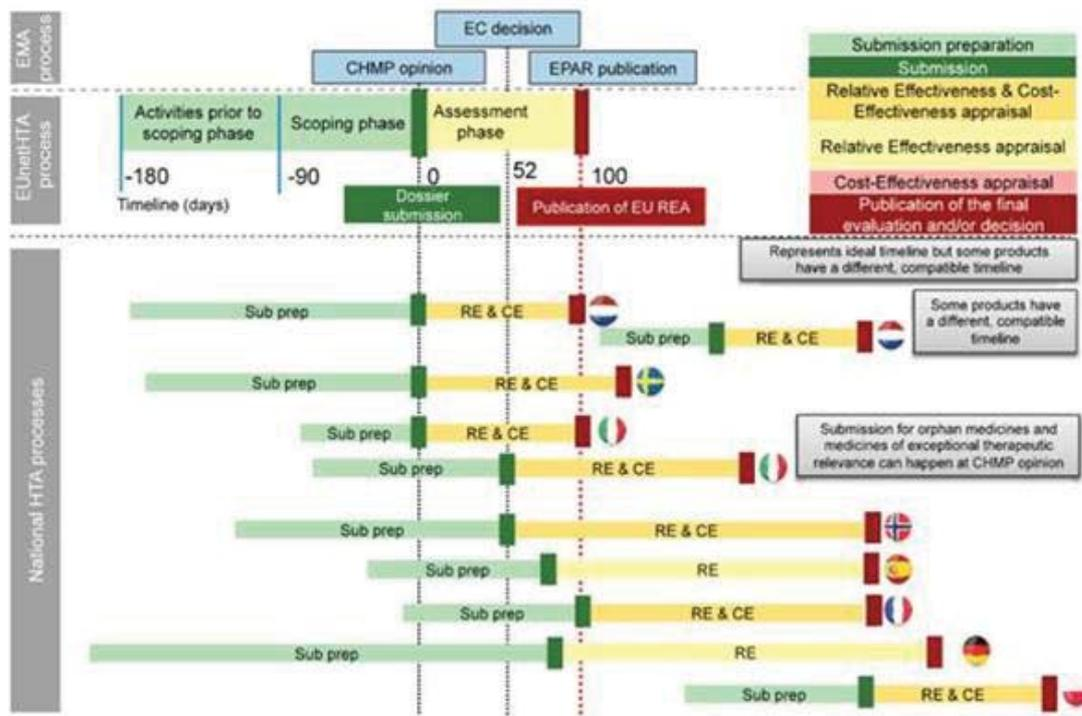 EMA
process
EC decision
CHMP opinion
EPAR publication
Submission preparation
Submission
Relative Effectiveness & Cost-
Effectiveness appraisal
Relative Effectiveness appraisal
Cost-Effectiveness appraisal
Publication of the final
evaluation and/or decision
EUnetHTA
process
Activities prior to
scoping phase
Scoping phase
Assessment
phase
-180
-90
0
52
100
Timeline (days)
Dossier
submission
Publication of EU REA
National HTA processes
Represents ideal timeline but some products
have a different, compatible timeline
Sub prep
RE & CE
Some products have
a different, compatible
timeline
Sub prep
RE & CE
Sub prep
RE & CE
Sub prep
RE & CE
Submission for orphan medicines and
medicines of exceptional therapeutic
relevance can happen at CHMP opinion
Sub prep
RE & CE
Sub prep
RE & CE
Sub prep
RE
Sub prep
RE & CE
Sub prep
RE
Sub prep
RE & CE